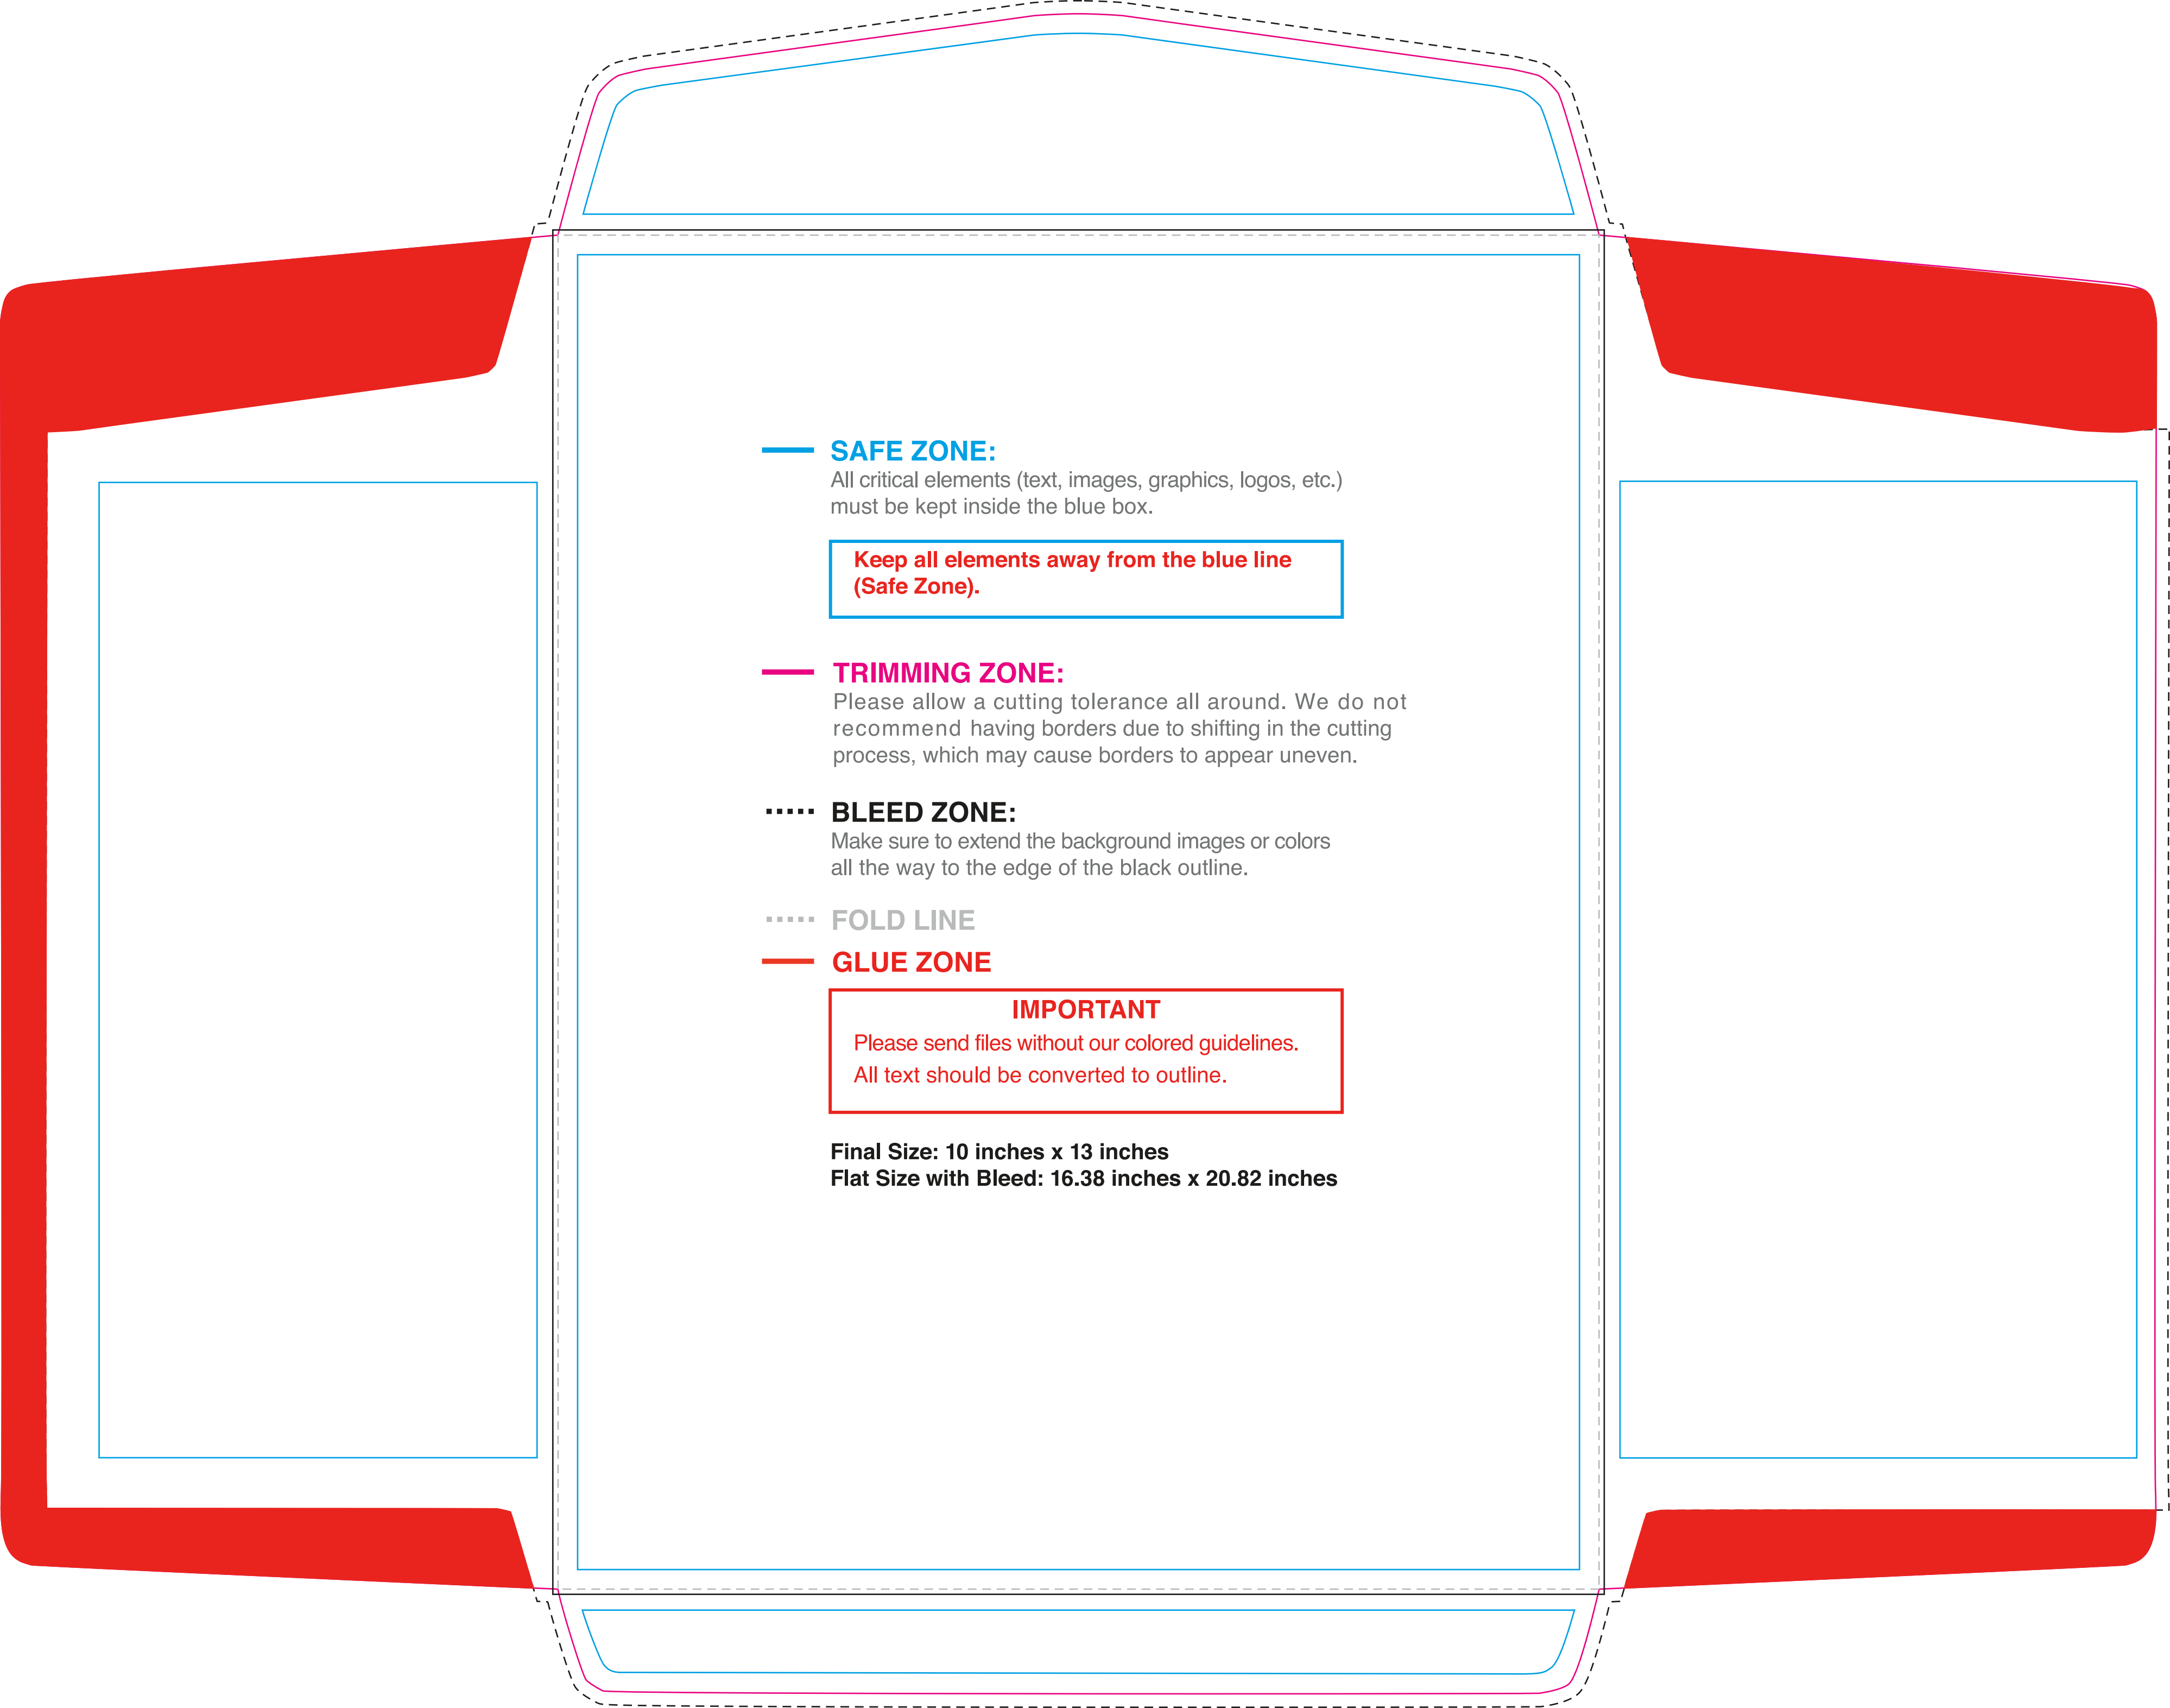 SAFE ZONE:
All critical elements (text, images, graphics, logos, etc.)
must be kept inside the blue box.
Keep all elements away from the blue line
(Safe Zone).
TRIMMING ZONE:
Please allow a cutting tolerance all around. We do not
recommend having borders due to shifting in the cutting
process, which may cause borders to appear uneven.
BLEED ZONE:
Make sure to extend the background images or colors
all the way to the edge of the black outline.
FOLD LINE
GLUE ZONE
IMPORTANT
Please send files without our colored guidelines.
All text should be converted to outline.
Final Size: 10 inches x 13 inches
Flat Size with Bleed: 16.38 inches x 20.82 inches